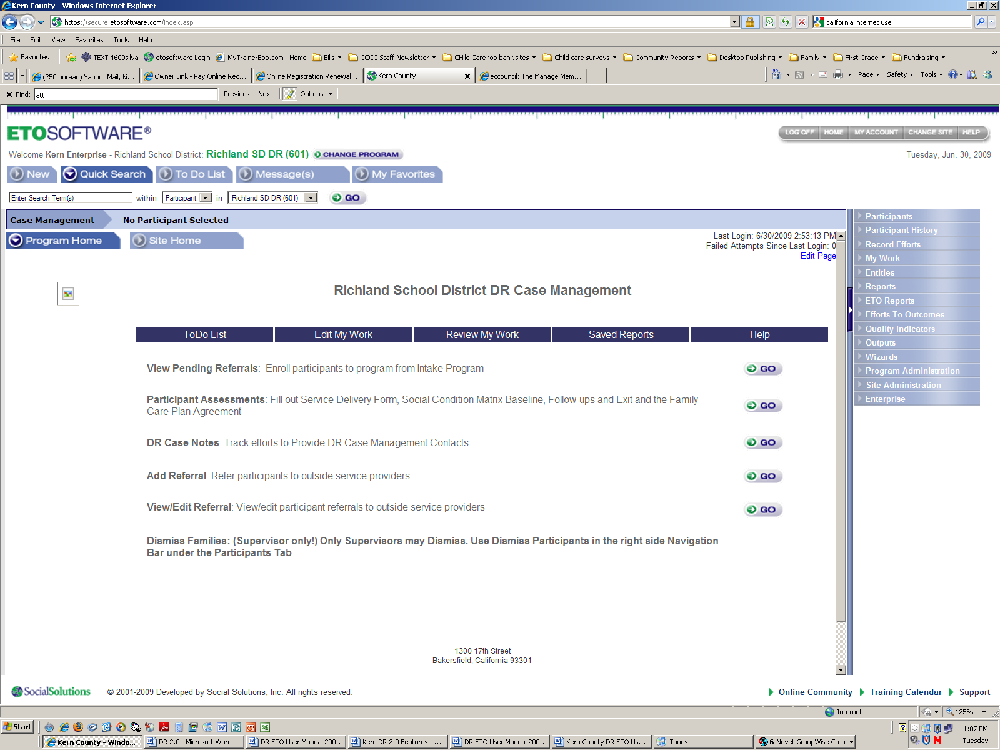 Kern County - Windows Internet Explorer
https://secure.etosoftware.com/index.asp
california internet use
File Edit View Favorites Tools Help
Favorites TEXT 4600silva etosoftware Login MyTrainerBob.com - Home Bills CCCC Staff Newsletter CHild Care job bank sites Child care surveys Community Reports Desktop Publishing Family First Grade Fundraising
(250 unread) Yahoo! Mail, ki... Owner Link - Pay Online Rec... Online Registration Renewal ... Kern County eccouncil: The Manage Mem... Page Safety Tools
Find: att Previous Next Options
ETOSOFTWARE®
LOG OFF HOME MY ACCOUNT CHANGE SITE HELP
Welcome Kern Enterprise - Richland School District: Richland SD DR (601) CHANGE PROGRAM
Tuesday, Jun. 30, 2009
New Quick Search To Do List Message(s) My Favorites
Enter Search Term(s) within Participant in Richland SD DR (601) GO
Case Management No Participant Selected
Program Home Site Home
Last Login: 6/30/2009 2:53:13 PM
Failed Attempts Since Last Login: 0
Edit Page
Participants
Participant History
Record Efforts
My Work
Entities
Reports
ETO Reports
Efforts To Outcomes
Quality Indicators
Outputs
Wizards
Program Administration
Site Administration
Enterprise
Richland School District DR Case Management
ToDo List Edit My Work Review My Work Saved Reports Help
View Pending Referrals: Enroll participants to program from Intake Program GO
Participant Assessments: Fill out Service Delivery Form, Social Condition Matrix Baseline, Follow-ups and Exit and the Family
Care Plan Agreement GO
DR Case Notes: Track efforts to Provide DR Case Management Contacts GO
Add Referral: Refer participants to outside service providers GO
View/Edit Referral: View/edit participant referrals to outside service providers GO
Dismiss Families: (Supervisor only!) Only Supervisors may Dismiss. Use Dismiss Participants in the right side Navigation
Bar under the Participants Tab
1300 17th Street
Bakersfield, California 93301
SocialSolutions © 2001-2009 Developed by Social Solutions, Inc. All rights reserved.
Online Community Training Calendar Support
Internet 125%
Start
1:07 PM
Kern County - Windo... DR 2.0 - Microsoft Word DR ETO User Manual 200... Kern DR 2.0 Features - ... DR ETO User Manual 200... Kern County DR ETO Us... iTunes 6 Novell GroupWise Client
Tuesday